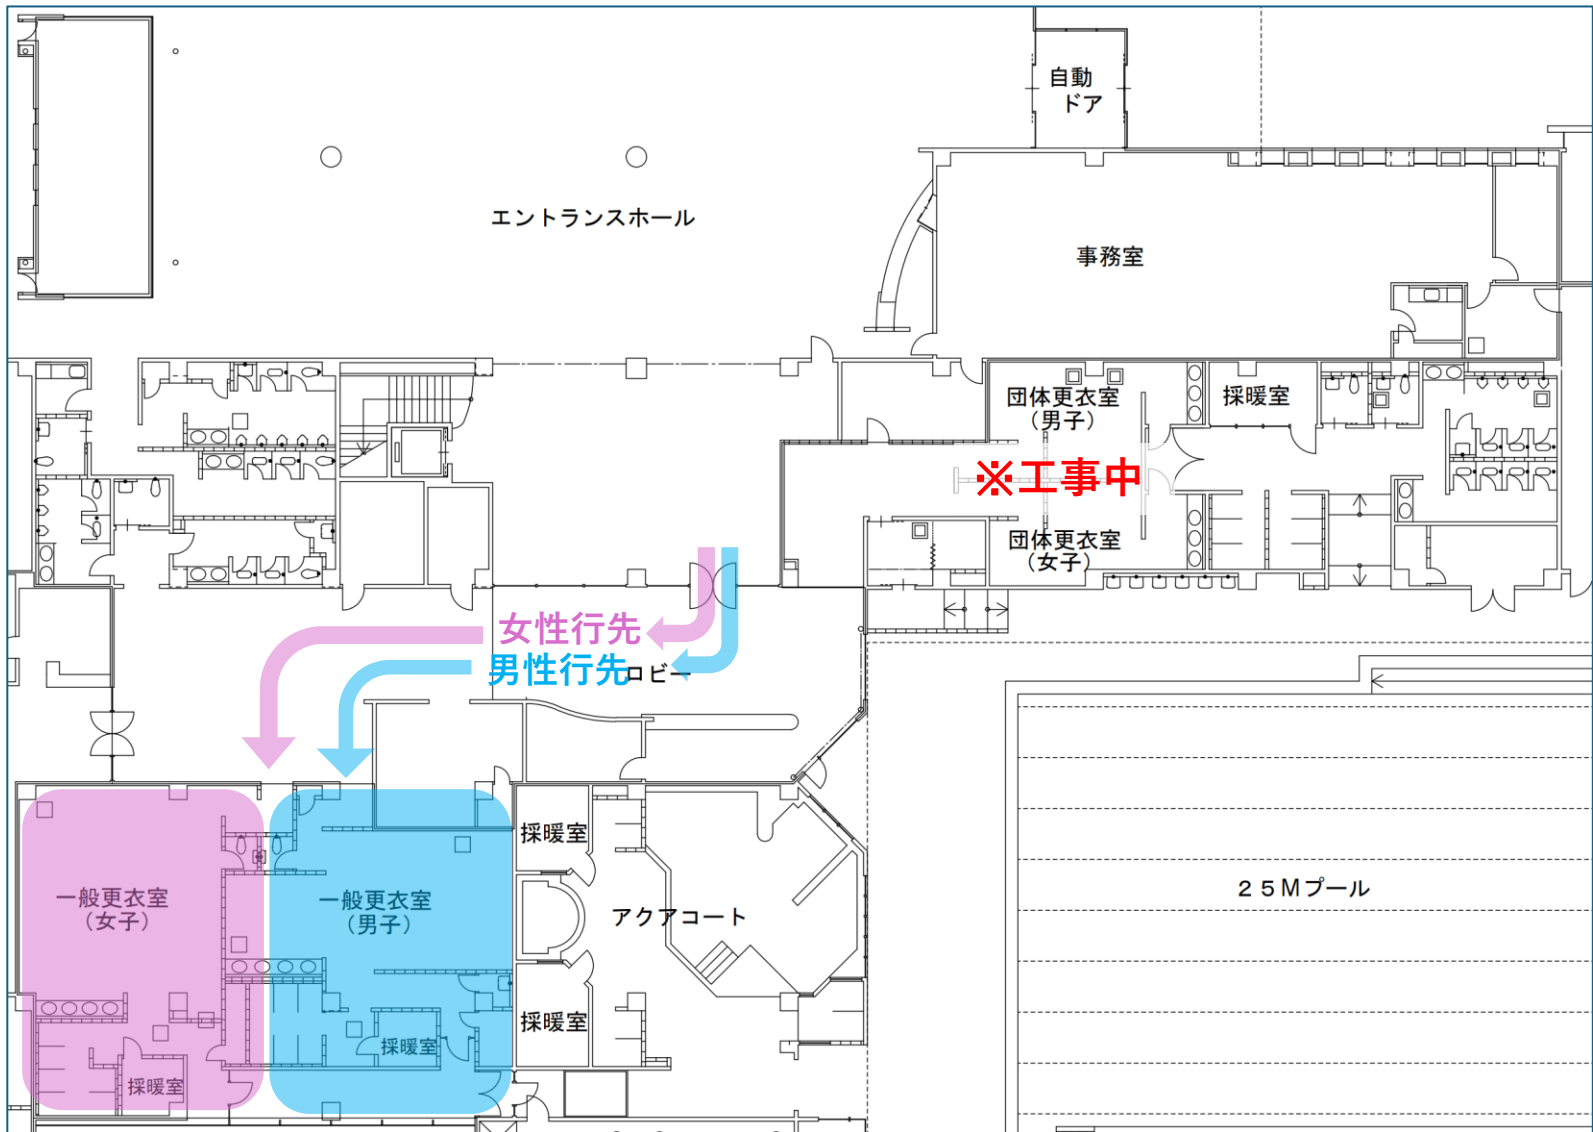 自動
ドア
エントランスホール
事務室
団体更衣室
(男子)
採暖室
※工事中
団体更衣室
(女子)
女性行先
男性行先
ロビー
採暖室
一般更衣室
(女子)
一般更衣室
(男子)
アクアコート
25Mプール
採暖室
採暖室
採暖室